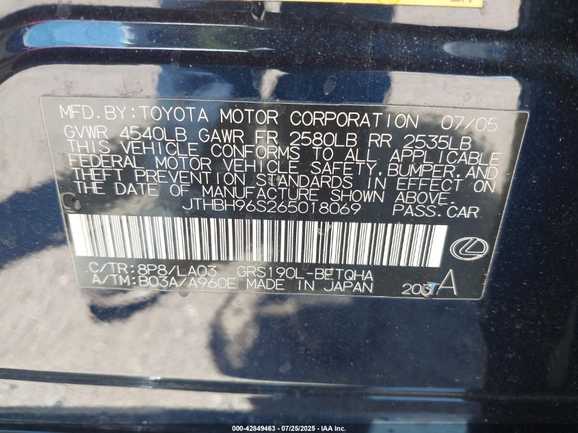 MFD.BY:TOYOTA MOTOR CORPORATION 07/05
GVWR 4540LB GAWR FR 2580LB RR 2535LB
THIS VEHICLE CONFORMS TO ALL APPLICABLE
FEDERAL MOTOR VEHICLE SAFETY, BUMPER, AND
THEFT PREVENTION STANDARDS IN EFFECT ON
THE DATE OF MANUFACTURE SHOWN ABOVE.
JTHBH96S265018069 PASS.CAR
C/TR:8P8/LA03 GRS190L-BETQHA
A/TM:B03A/A960E MADE IN JAPAN
A
000-42849463 - 07/25/2025 - IAA Inc.